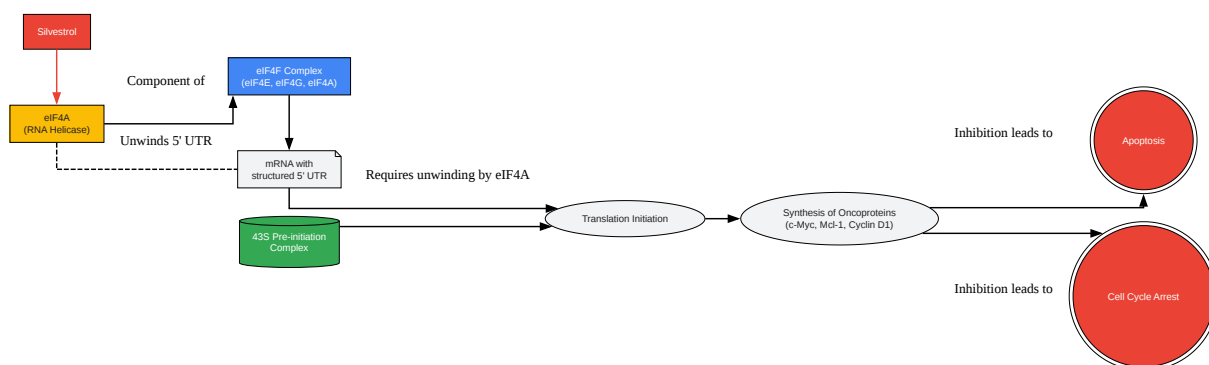 Silvestrol
Component of
eIF4F Complex
(eIF4E, eIF4G, eIF4A)
eIF4A
(RNA Helicase)
Unwinds 5' UTR
mRNA with
structured 5' UTR
Requires unwinding by eIF4A
43S Pre-initiation
Complex
Translation Initiation
Synthesis of Oncoproteins
(c-Myc, Mcl-1, Cyclin D1)
Inhibition leads to
Apoptosis
Inhibition leads to
Cell Cycle Arrest